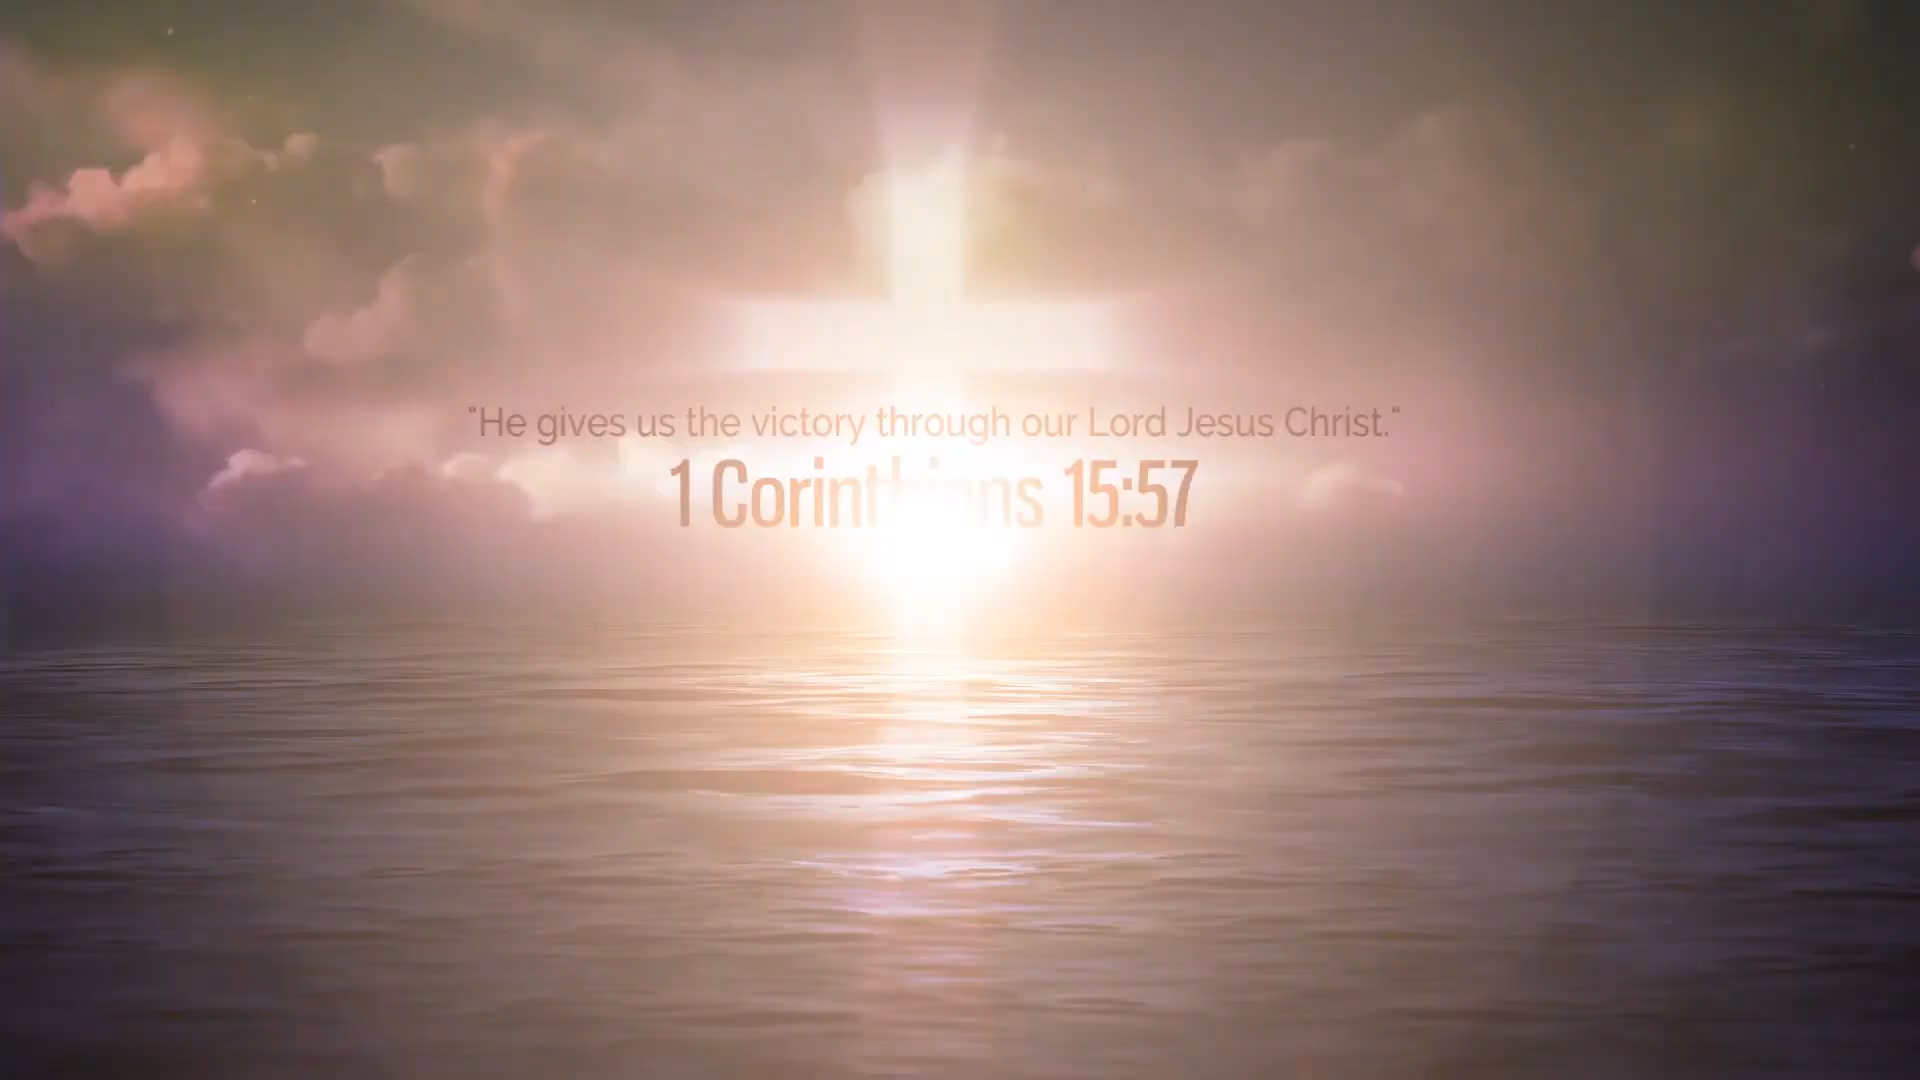 "He gives us the victory through our Lord Jesus Christ."
1 Corinthians 15:57